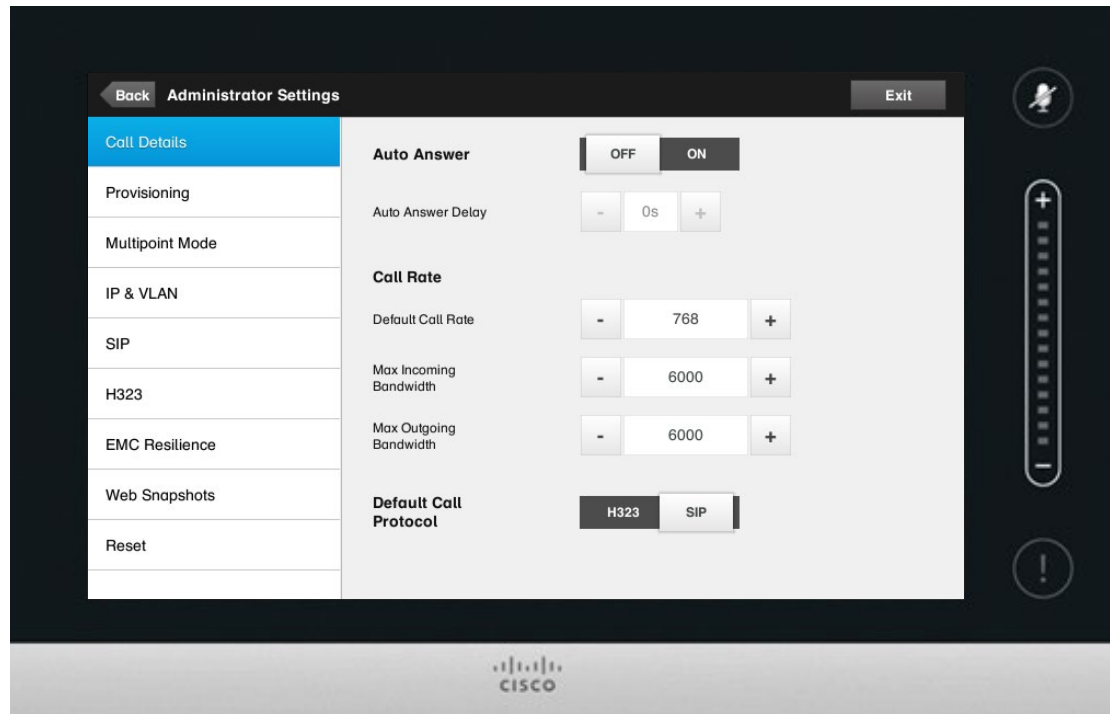 Back
Administrator Settings
Exit
Call Details
Provisioning
Multipoint Mode
IP & VLAN
SIP
H323
EMC Resilience
Web Snapshots
Reset
Auto Answer
OFF
ON
Auto Answer Delay
-
0s
+
Call Rate
Default Call Rate
-
768
+
Max Incoming
Bandwidth
-
6000
+
Max Outgoing
Bandwidth
-
6000
+
Default Call
Protocol
H323
SIP
+
−
!
CISCO